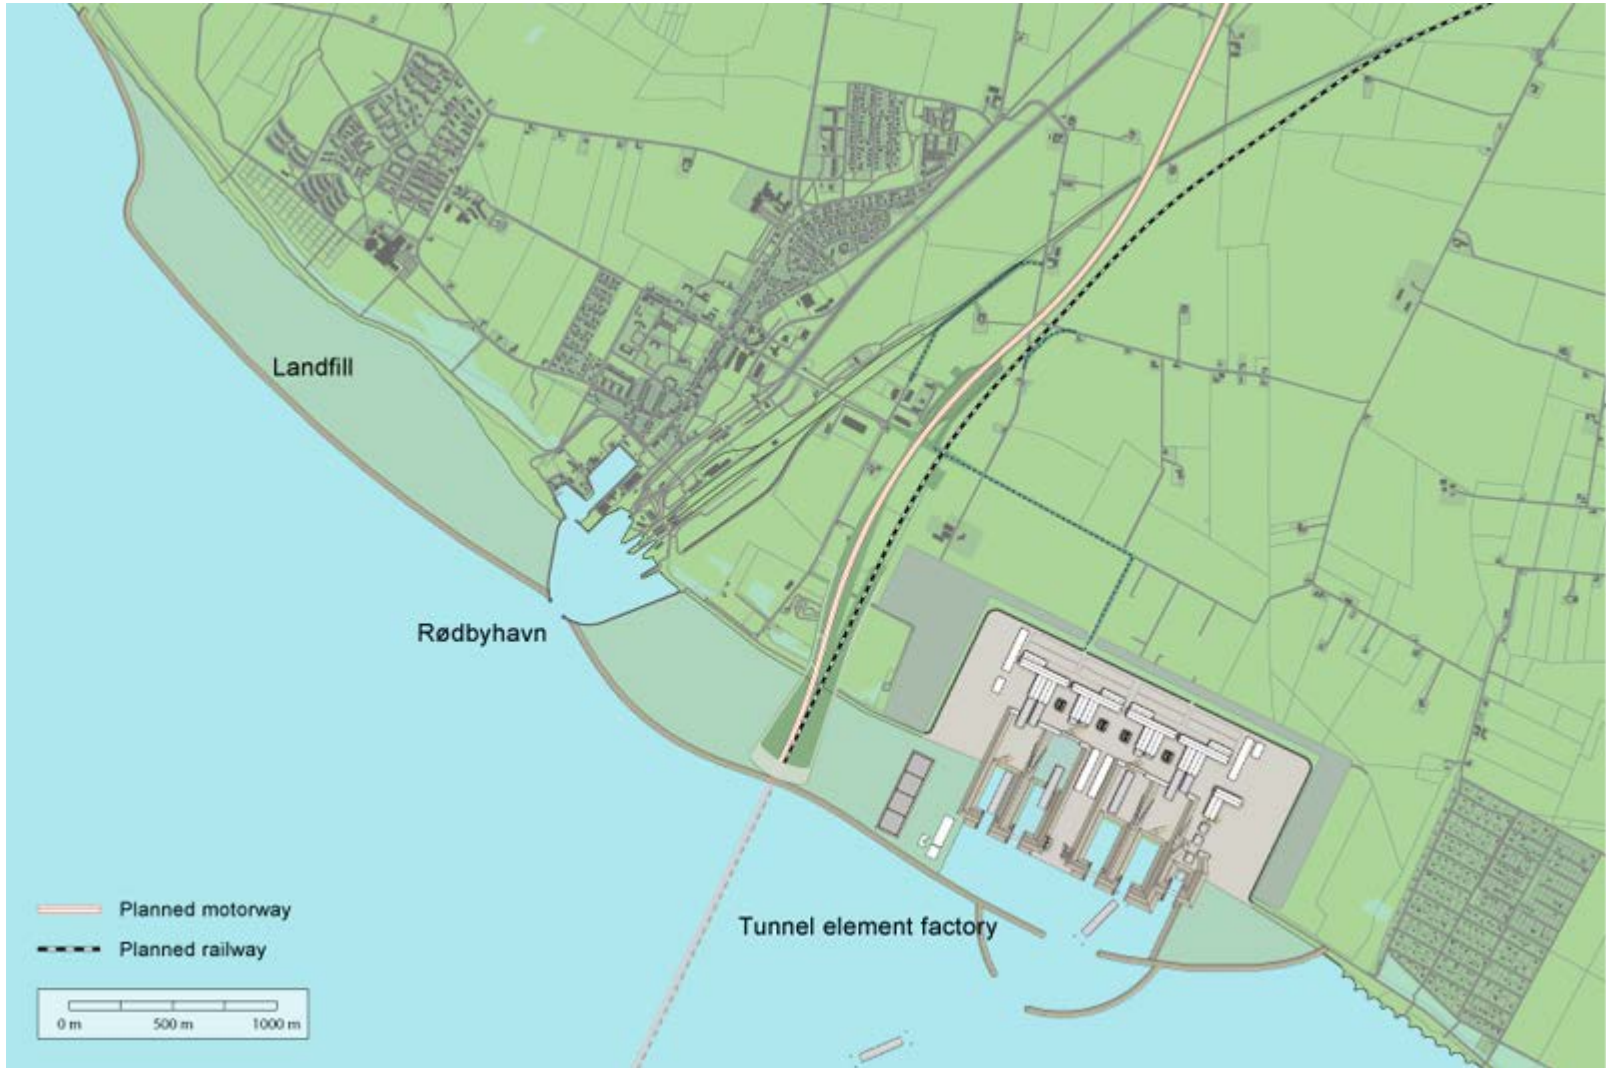 Landfill
Rødbyhavn
Tunnel element factory
Planned motorway
Planned railway
0 m 500 m 1000 m